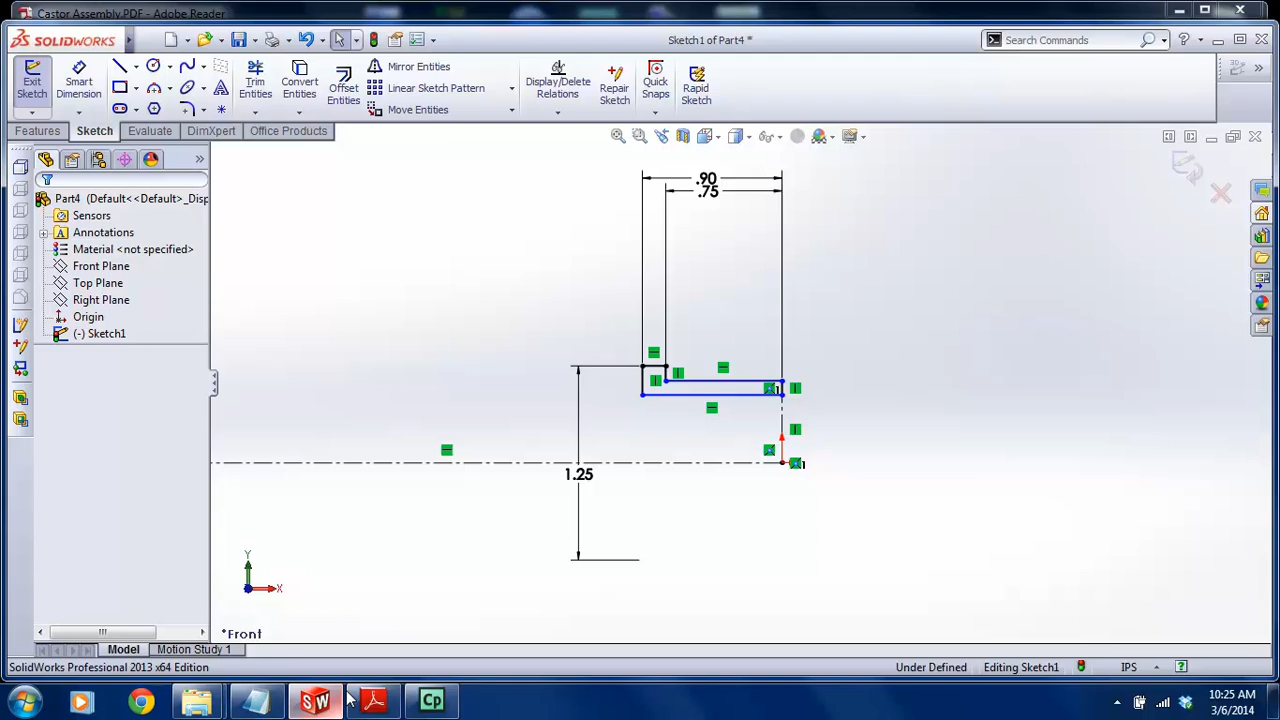 Castor Assembly.PDF - Adobe Reader
SOLIDWORKS
Sketch1 of Part4 *
Search Commands
Exit Sketch
Smart Dimension
Trim Entities
Convert Entities
Offset Entities
Mirror Entities
Linear Sketch Pattern
Move Entities
Display/Delete Relations
Repair Sketch
Quick Snaps
Rapid Sketch
Features
Sketch
Evaluate
DimXpert
Office Products
Part4 (Default<<Default>_Disp
Sensors
Annotations
Material <not specified>
Front Plane
Top Plane
Right Plane
Origin
(-) Sketch1
.90
.75
1
1
1.25
Y
X
*Front
Model
Motion Study 1
SolidWorks Professional 2013 x64 Edition
Under Defined
Editing Sketch1
IPS
SW
Cp
10:25 AM
3/6/2014